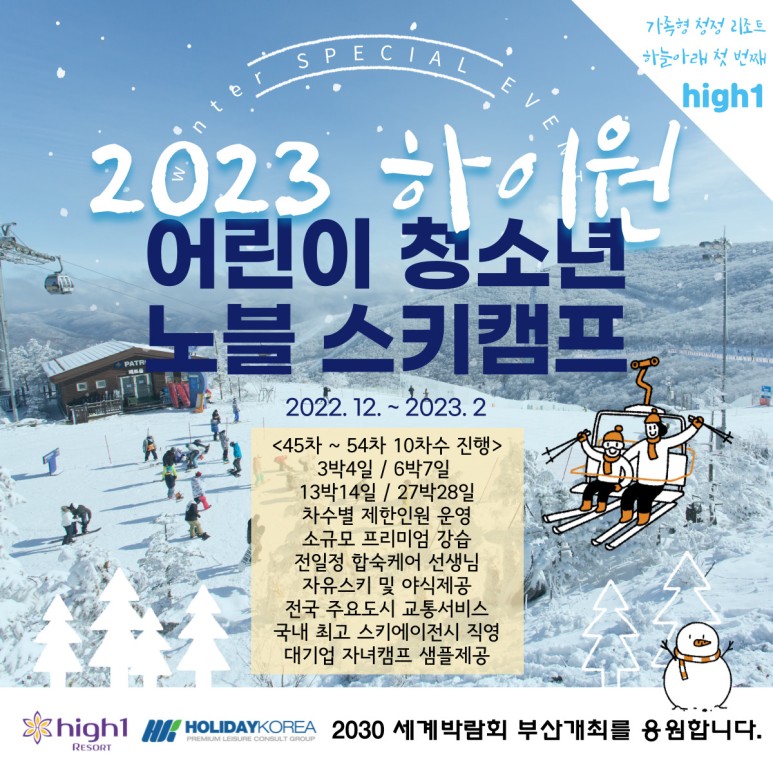 가족형 청정 리조트
하늘아래 첫 번째
high1
Winter SPECIAL EVENT
2023 하이원
어린이 청소년
노블 스키캠프
2022. 12. ~ 2023. 2
<45차 ~ 54차 10차수 진행>
3박4일 / 6박7일
13박14일 / 27박28일
차수별 제한인원 운영
소규모 프리미엄 강습
전일정 합숙케어 선생님
자유스키 및 야식제공
전국 주요도시 교통서비스
국내 최고 스키에이전시 직영
대기업 자녀캠프 샘플제공
PATROL
high1
RESORT
HOLIDAYKOREA
PREMIUM LEISURE CONSULT GROUP
2030 세계박람회 부산개최를 응원합니다.